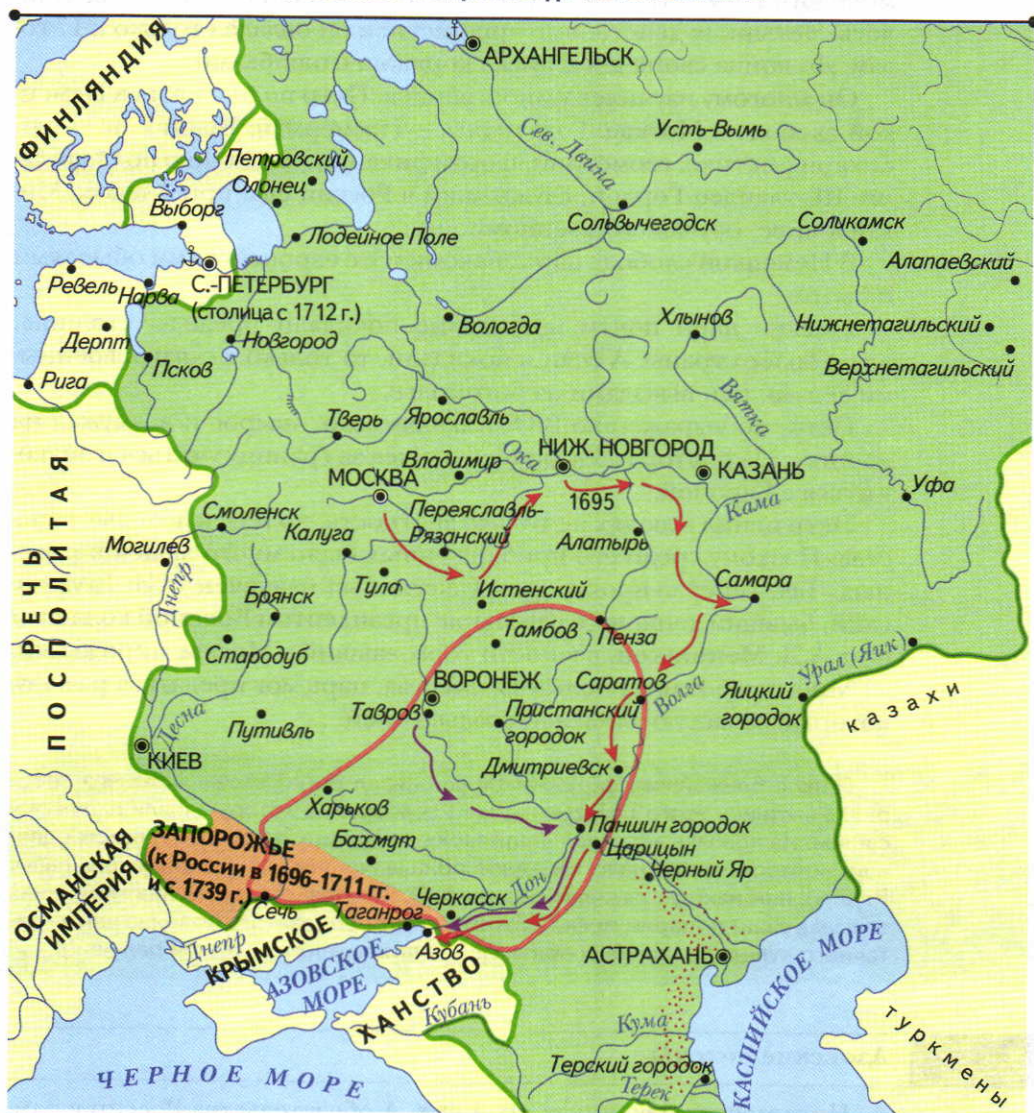 АРХАНГЕЛЬСК
ФИНЛЯНДИЯ
Сев. Двина
Усть-Вымь
Петровский
Олонец
Выборг
Сольвычегодск
Соликамск
Лодейное Поле
Алапаевский
Ревель
Нарва
С.-ПЕТЕРБУРГ
(столица с 1712 г.)
Вологда
Хлынов
Нижнетагильский
Дерпт
Новгород
Псков
Верхнетагильский
Рига
Ярославль
Вятка
Тверь
РЕЧЬ
ПОСПОЛИТАЯ
Владимир
Ока
НИЖ. НОВГОРОД
КАЗАНЬ
МОСКВА
1695
Кама
Уфа
Переяславль-
Рязанский
Смоленск
Калуга
Алатырь
Могилев
Днепр
Тула
Истенский
Самара
Брянск
Тамбов
Пенза
Стародуб
Урал (Яик)
ВОРОНЕЖ
Саратов
Волга
Яицкий
городок
казахи
Десна
Путивль
Тавров
Пристанский
городок
КИЕВ
Дмитриевск
Харьков
Паншин городок
ЗАПОРОЖЬЕ
(к России в 1696-1711 гг.
и с 1739 г.)
Бахмут
Царицын
Черный Яр
ОСМАНСКАЯ
ИМПЕРИЯ
Сечь
Черкасск
Дон
Таганрог
Азов
АСТРАХАНЬ
Днепр
КРЫМСКОЕ
ХАНСТВО
АЗОВСКОЕ
МОРЕ
Кубань
Кума
КАСПИЙСКОЕ МОРЕ
туркмены
Терский городок
Терек
ЧЕРНОЕ МОРЕ